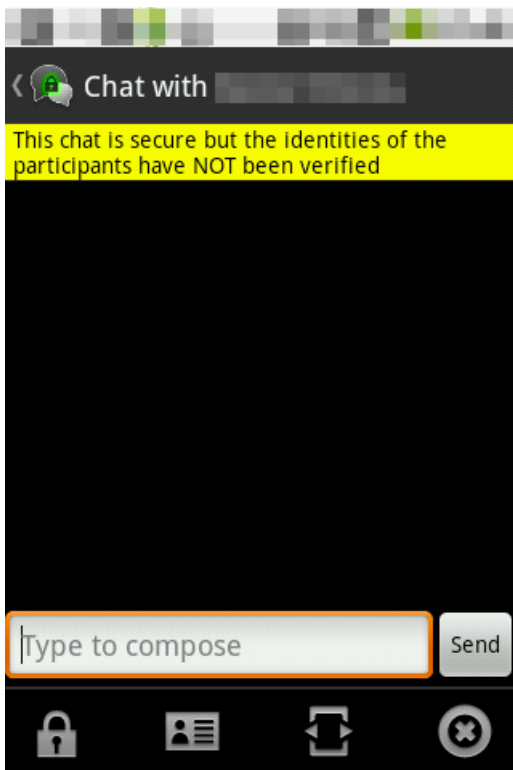 Chat with
This chat is secure but the identities of the
participants have NOT been verified
Type to compose
Send